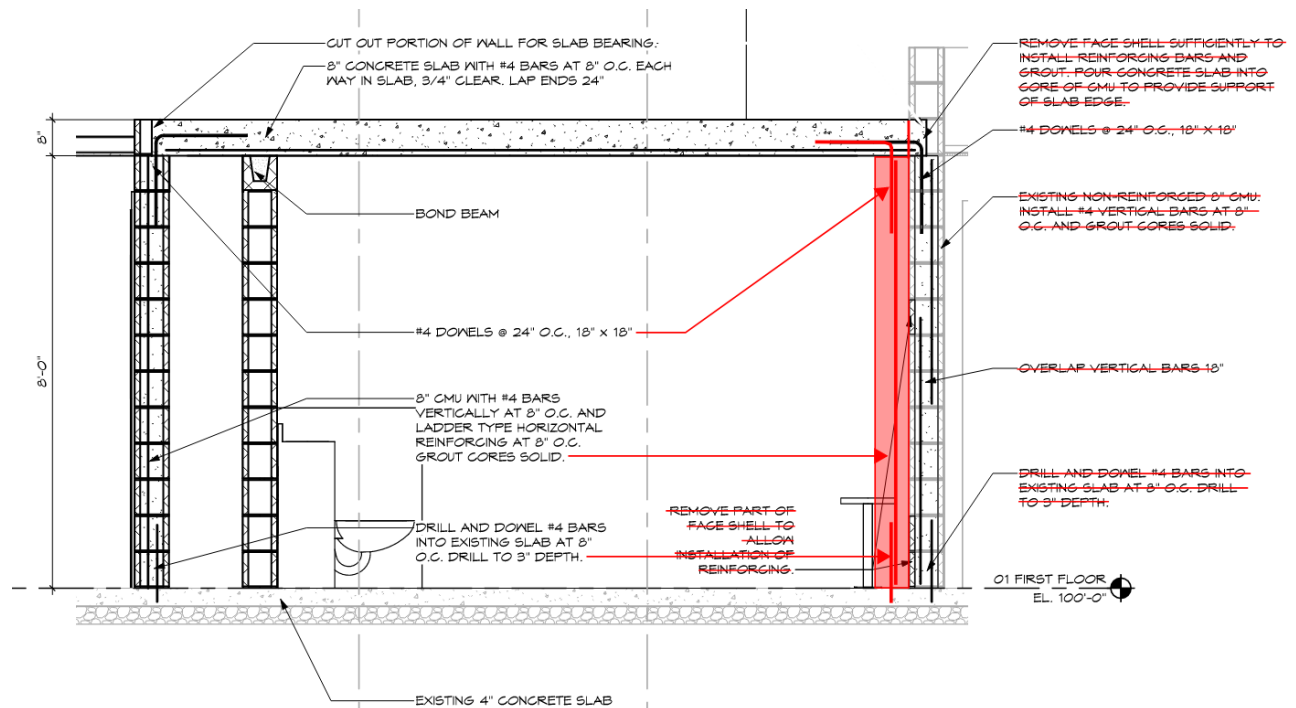 CUT OUT PORTION OF WALL FOR SLAB BEARING.
8" CONCRETE SLAB WITH #4 BARS AT 8" O.C. EACH
WAY IN SLAB, 3/4" CLEAR. LAP ENDS 24"
8"
BOND BEAM
#4 DOWELS @ 24" O.C., 18" X 18"
8'-0"
8" CMU WITH #4 BARS
VERTICALLY AT 8" O.C. AND
LADDER TYPE HORIZONTAL
REINFORCING AT 8" O.C.
GROUT CORES SOLID.
DRILL AND DOWEL #4 BARS
INTO EXISTING SLAB AT 8"
O.C. DRILL TO 3" DEPTH.
REMOVE PART OF
FACE SHELL TO
ALLOW
INSTALLATION OF
REINFORCING.
EXISTING 4" CONCRETE SLAB
REMOVE FACE SHELL SUFFICIENTLY TO
INSTALL REINFORCING BARS AND
GROUT. POUR CONCRETE SLAB INTO
CORE OF CMU TO PROVIDE SUPPORT
OF SLAB EDGE.
#4 DOWELS @ 24" O.C., 18" X 18"
EXISTING NON-REINFORCED 8" CMU.
INSTALL #4 VERTICAL BARS AT 8"
O.C. AND GROUT CORES SOLID.
OVERLAP VERTICAL BARS 18"
DRILL AND DOWEL #4 BARS INTO
EXISTING SLAB AT 8" O.C. DRILL
TO 3" DEPTH.
01 FIRST FLOOR
EL. 100'-0"